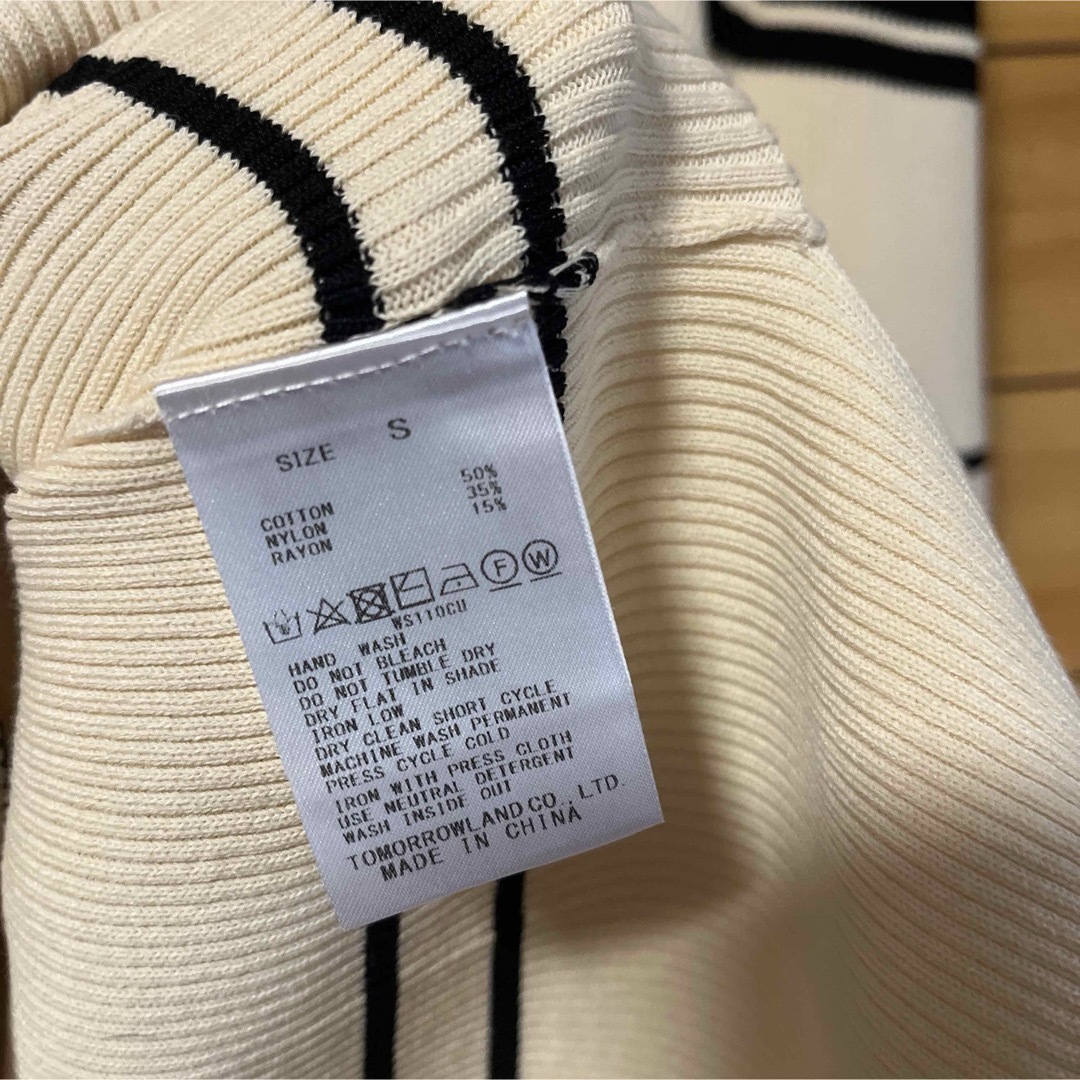 SIZE S
COTTON 50%
NYLON 35%
RAYON 15%
F W
WS110CU
HAND WASH
DO NOT BLEACH
DO NOT TUMBLE DRY
DRY FLAT IN SHADE
IRON LOW
DRY CLEAN SHORT CYCLE
MACHINE WASH PERMANENT
PRESS CYCLE COLD
IRON WITH PRESS CLOTH
USE NEUTRAL DETERGENT
WASH INSIDE OUT
TOMORROWLAND CO., LTD.
MADE IN CHINA